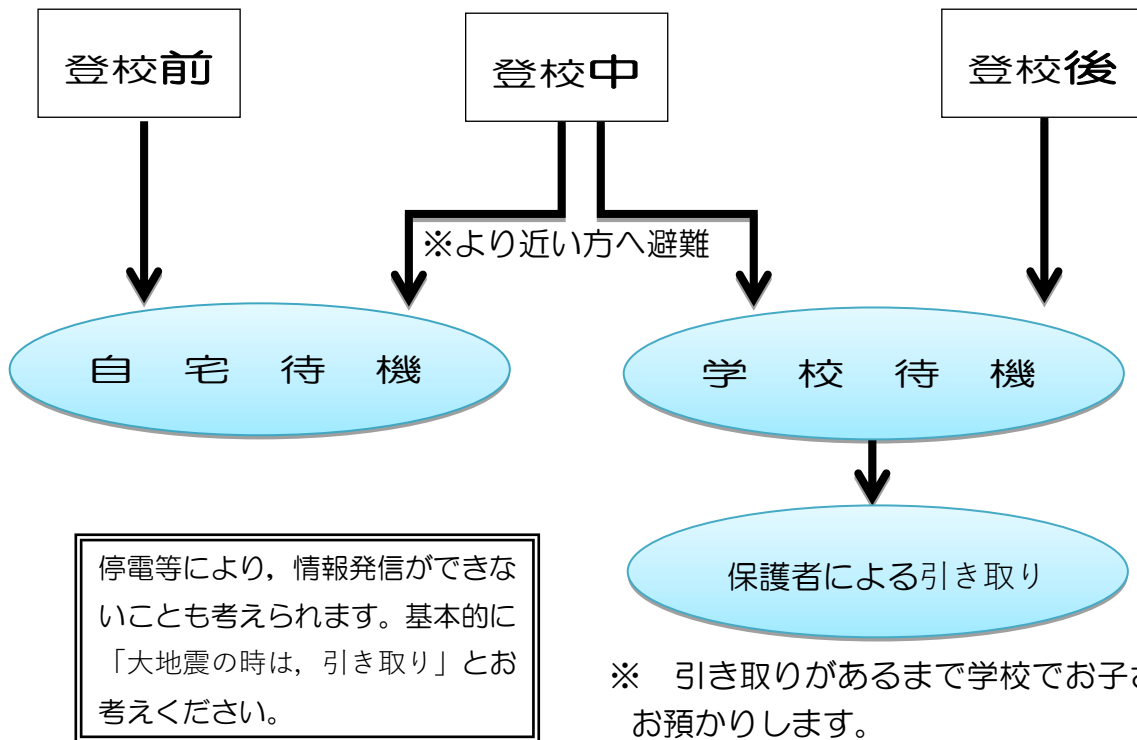 登校前
登校中
登校後
※より近い方へ避難
自宅待機
学校待機
保護者による引き取り
停電等により，情報発信ができな
いことも考えられます。基本的に
「大地震の時は，引き取り」とお
考えください。
※　引き取りがあるまで学校でお子
お預かりします。